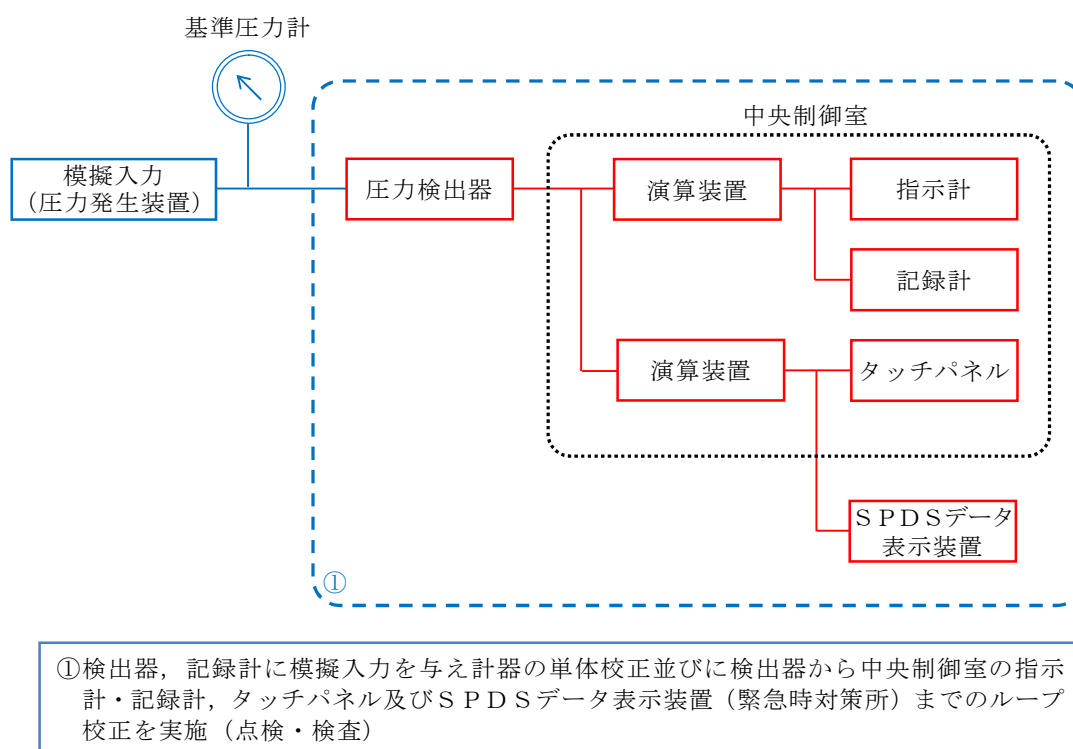 基準圧力計
中央制御室
模擬入力
(圧力発生装置)
圧力検出器
演算装置
指示計
記録計
演算装置
タッチパネル
ＳＰＤＳデータ
表示装置
①
①検出器，記録計に模擬入力を与え計器の単体校正並びに検出器から中央制御室の指示
計・記録計，タッチパネル及びＳＰＤＳデータ表示装置（緊急時対策所）までのループ
校正を実施（点検・検査）